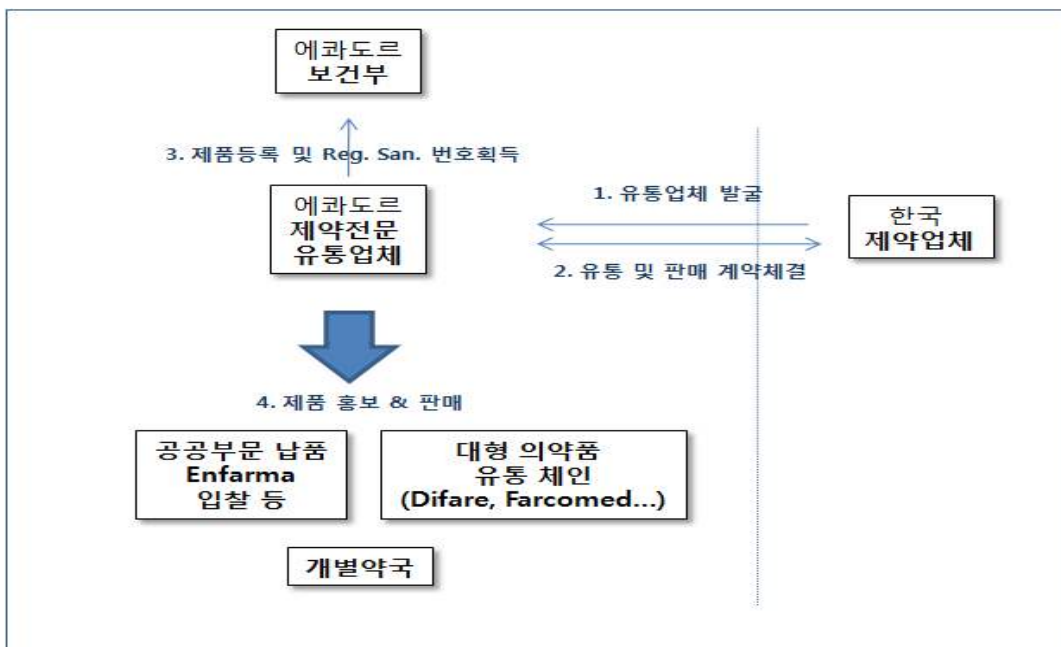 에콰도르
보건부
3. 제품등록 및 Reg. San. 번호획득
에콰도르
제약전문
유통업체
1. 유통업체 발굴
2. 유통 및 판매 계약체결
한국
제약업체
4. 제품 홍보 & 판매
공공부문 납품
Enfarma
입찰 등
대형 의약품
유통 체인
(Difare, Farcomed...)
개별약국